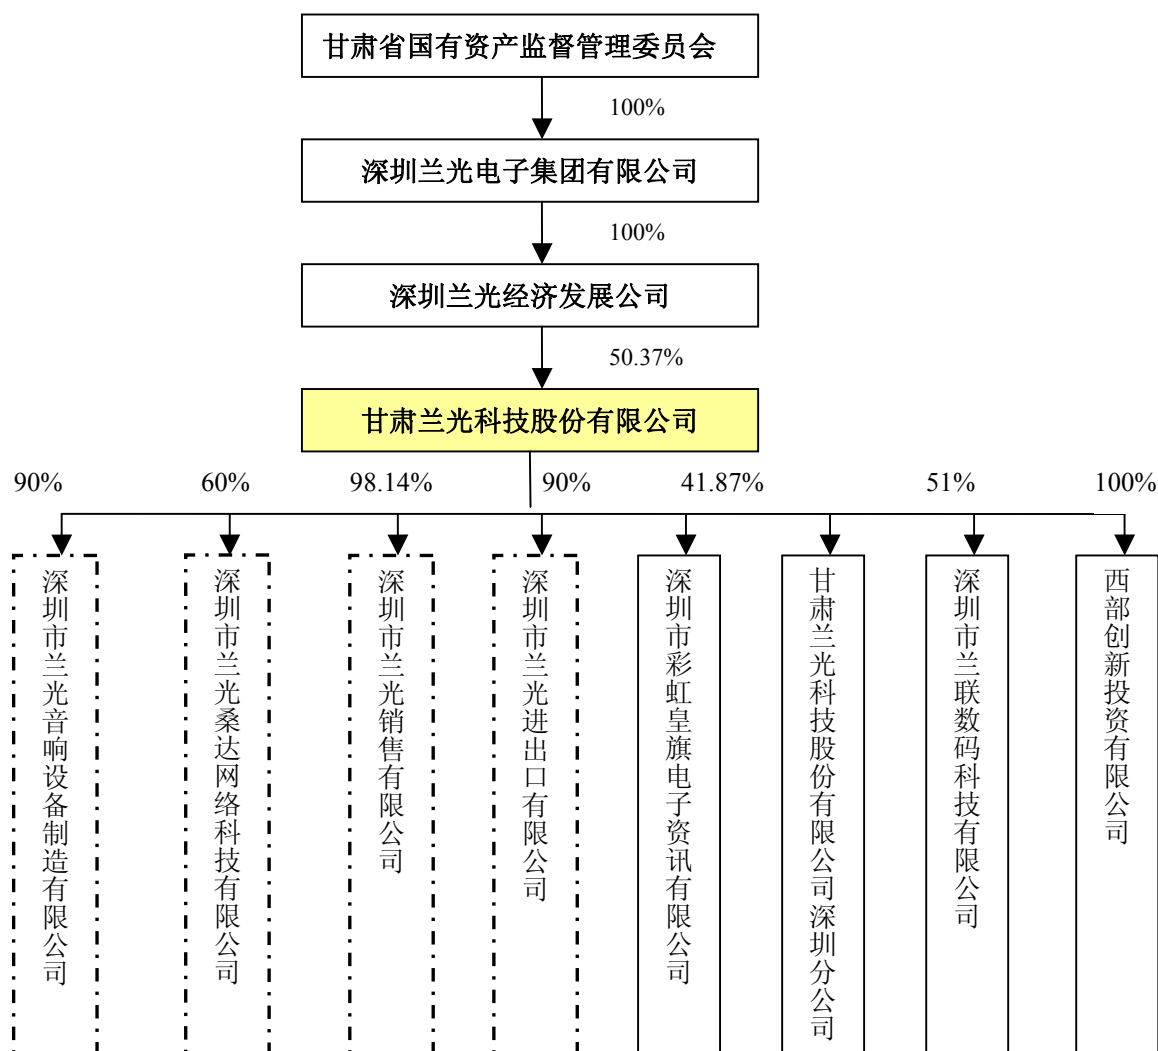 甘肃省国有资产监督管理委员会
100%
深圳兰光电子集团有限公司
100%
深圳兰光经济发展公司
50.37%
甘肃兰光科技股份有限公司
90%
60%
98.14%
90%
41.87%
51%
100%
深圳市兰光音响设备制造有限公司
深圳市兰光桑达网络科技有限公司
深圳市兰光销售有限公司
深圳市兰光进出口有限公司
深圳市彩虹皇旗电子资讯有限公司
甘肃兰光科技股份有限公司深圳分公司
深圳市兰联数码科技有限公司
西部创新投资有限公司